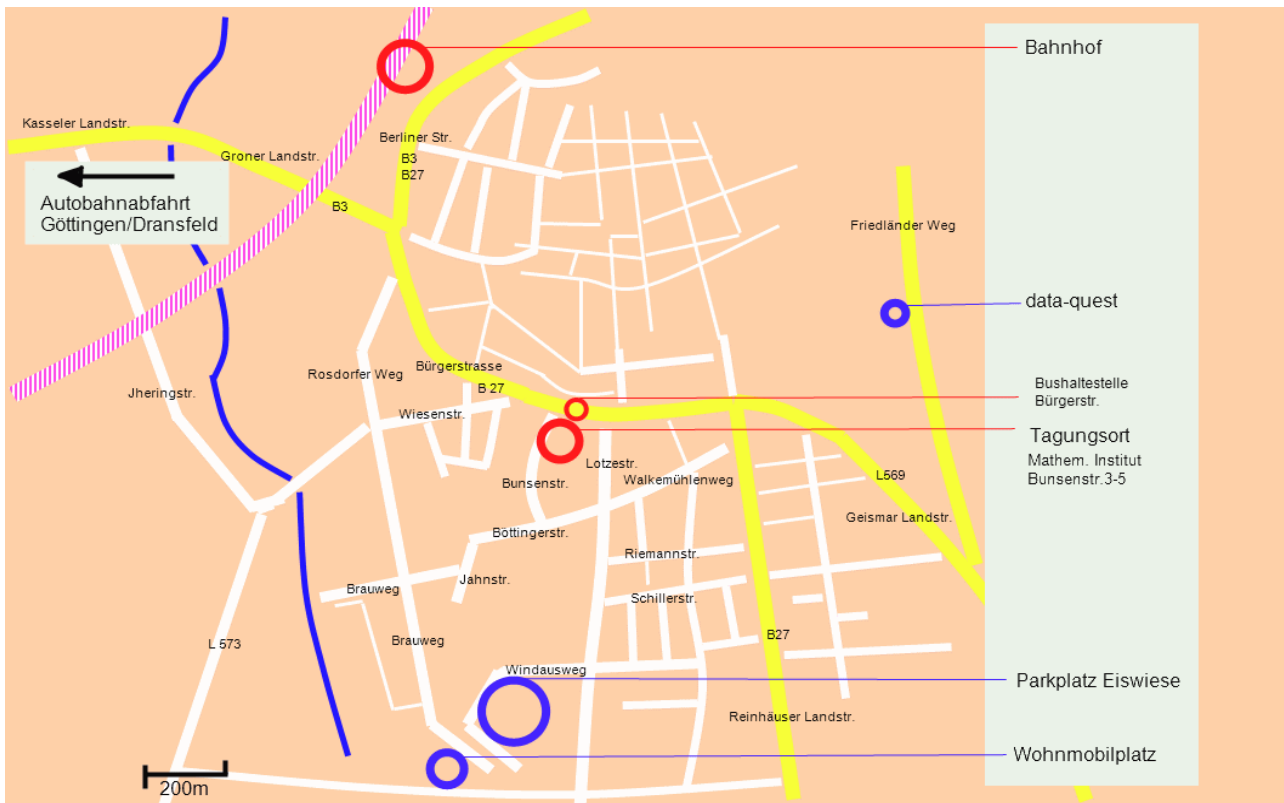 Bahnhof
Kasseler Landstr.
Berliner Str.
Groner Landstr.
B3
B27
Autobahnabfahrt
Göttingen/Dransfeld
B3
Friedländer Weg
data-quest
Bürgerstrasse
Rosdorfer Weg
B 27
Bushaltestelle
Bürgerstr.
Jheringstr.
Wiesenstr.
Tagungsort
Mathem. Institut
Bunsenstr.3-5
Lotzestr.
Walkemühlenweg
L569
Bunsenstr.
Geismar Landstr.
Böttingerstr.
Riemannstr.
Jahnstr.
Brauweg
Schillerstr.
B27
Brauweg
L 573
Windausweg
Parkplatz Eiswiese
Reinhäuser Landstr.
Wohnmobilplatz
200m